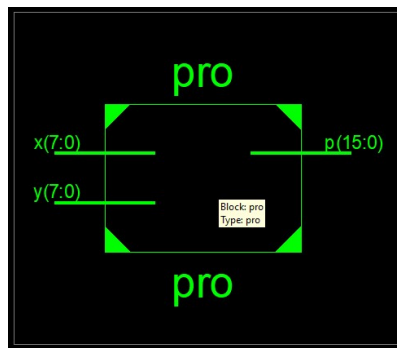 pro
x(7:0)
p(15:0)
y(7:0)
Block: pro
Type: pro
pro